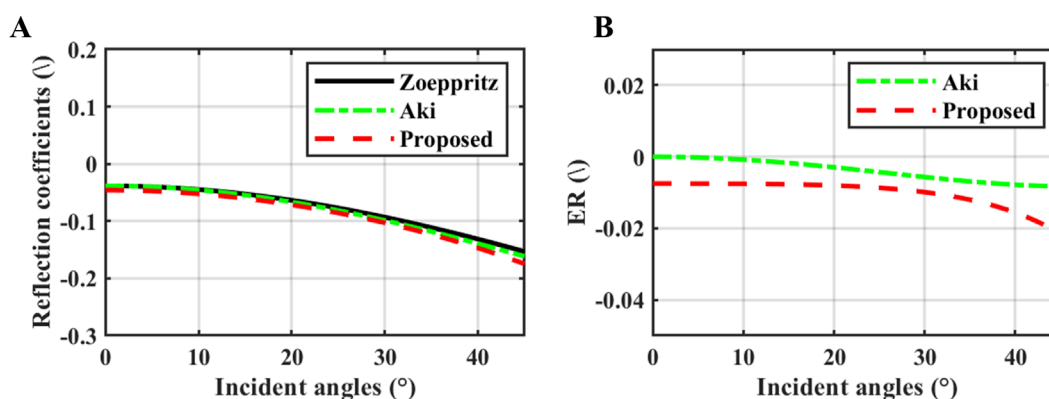 A
Reflection coefficients (\)
0.2
0.1
0
-0.1
-0.2
-0.3
0
10
20
30
40
Incident angles (°)
Zoeppritz
Aki
Proposed
B
ER (\)
0.02
0
-0.02
-0.04
0
10
20
30
40
Incident angles (°)
Aki
Proposed